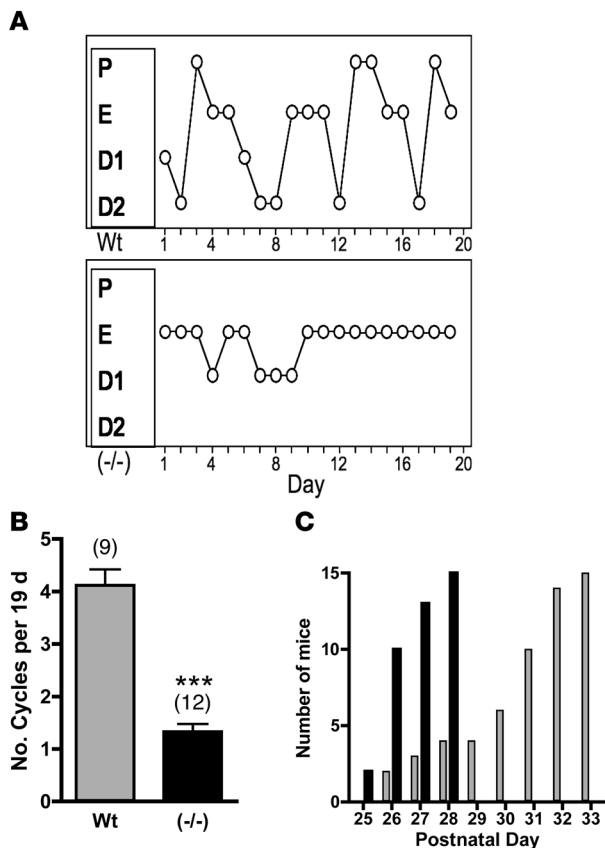 A
P
E
D1
D2
Wt
1 4 8 12 16 20
P
E
D1
D2
(-/-)
1 4 8 12 16 20
Day
B
No. Cycles per 19 d
5
4
3
2
1
0
(9)
***
(12)
Wt (-/-)
C
Number of mice
15
10
5
0
25 26 27 28 29 30 31 32 33
Postnatal Day